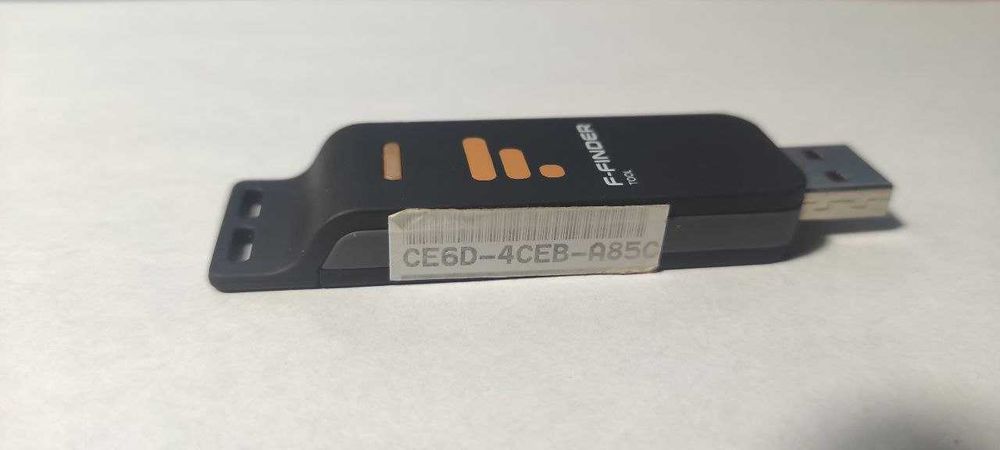 F-FINDER
TOOL
CE6D-4CEB-A85C